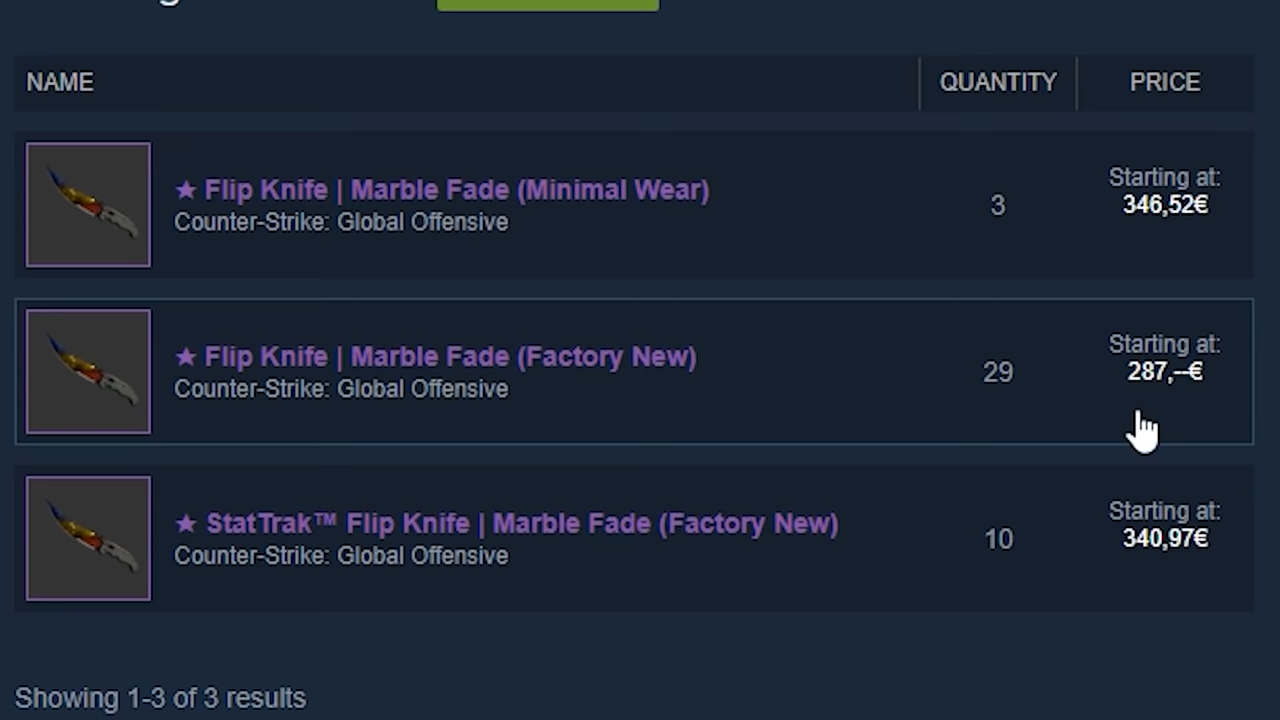 NAME QUANTITY PRICE
★ Flip Knife | Marble Fade (Minimal Wear)
Counter-Strike: Global Offensive
3
Starting at:
346,52€
★ Flip Knife | Marble Fade (Factory New)
Counter-Strike: Global Offensive
29
Starting at:
287,--€
★ StatTrak™ Flip Knife | Marble Fade (Factory New)
Counter-Strike: Global Offensive
10
Starting at:
340,97€
Showing 1-3 of 3 results